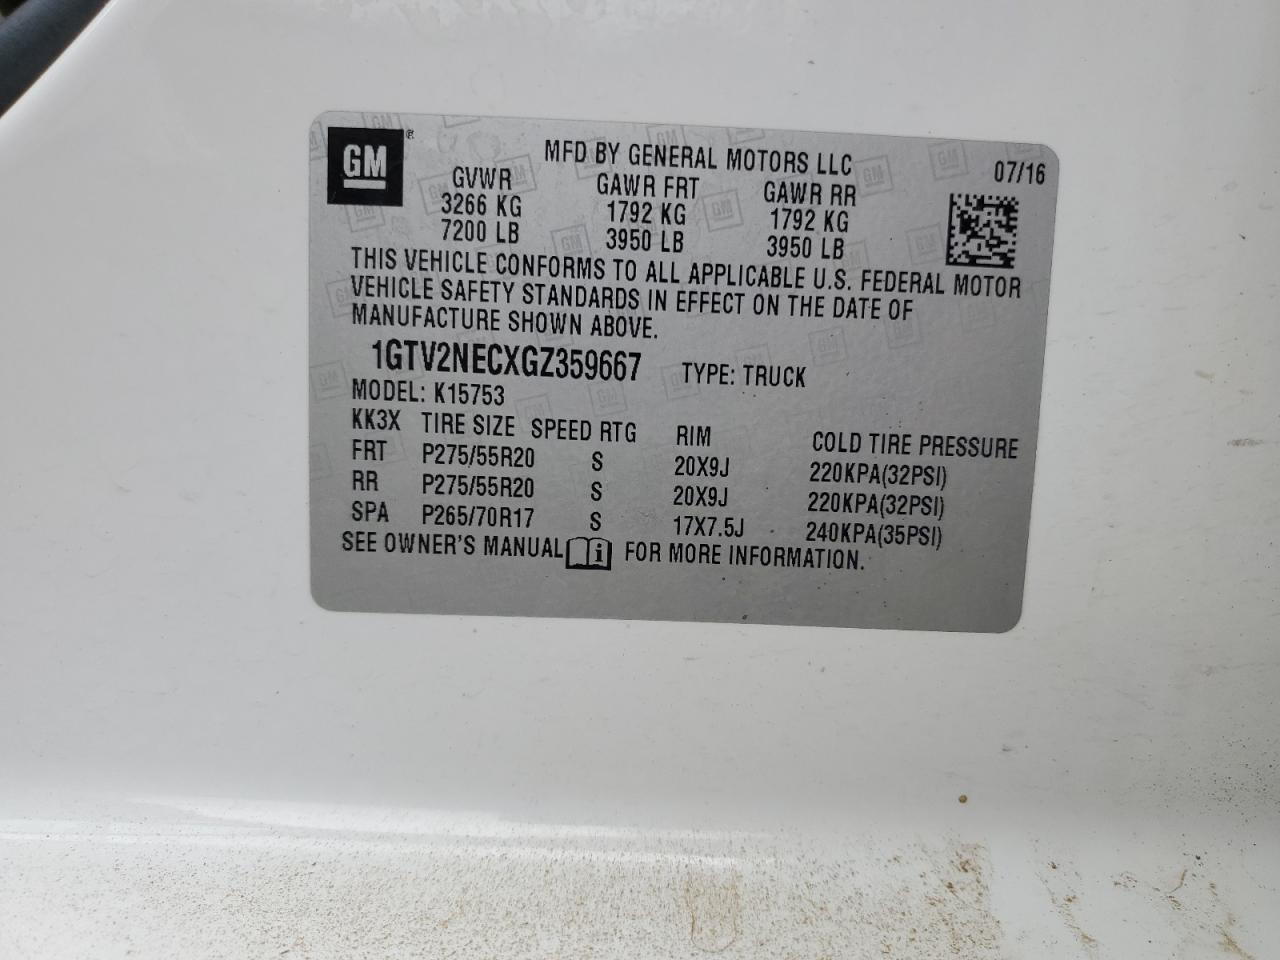 GM ®
MFD BY GENERAL MOTORS LLC 07/16
GVWR GAWR FRT GAWR RR
3266 KG 1792 KG 1792 KG
7200 LB 3950 LB 3950 LB
THIS VEHICLE CONFORMS TO ALL APPLICABLE U.S. FEDERAL MOTOR
VEHICLE SAFETY STANDARDS IN EFFECT ON THE DATE OF
MANUFACTURE SHOWN ABOVE.
1GTV2NECXGZ359667 TYPE: TRUCK
MODEL: K15753
KK3X TIRE SIZE SPEED RTG RIM COLD TIRE PRESSURE
FRT P275/55R20 S 20X9J 220KPA(32PSI)
RR P275/55R20 S 20X9J 220KPA(32PSI)
SPA P265/70R17 S 17X7.5J 240KPA(35PSI)
SEE OWNER'S MANUAL i FOR MORE INFORMATION.